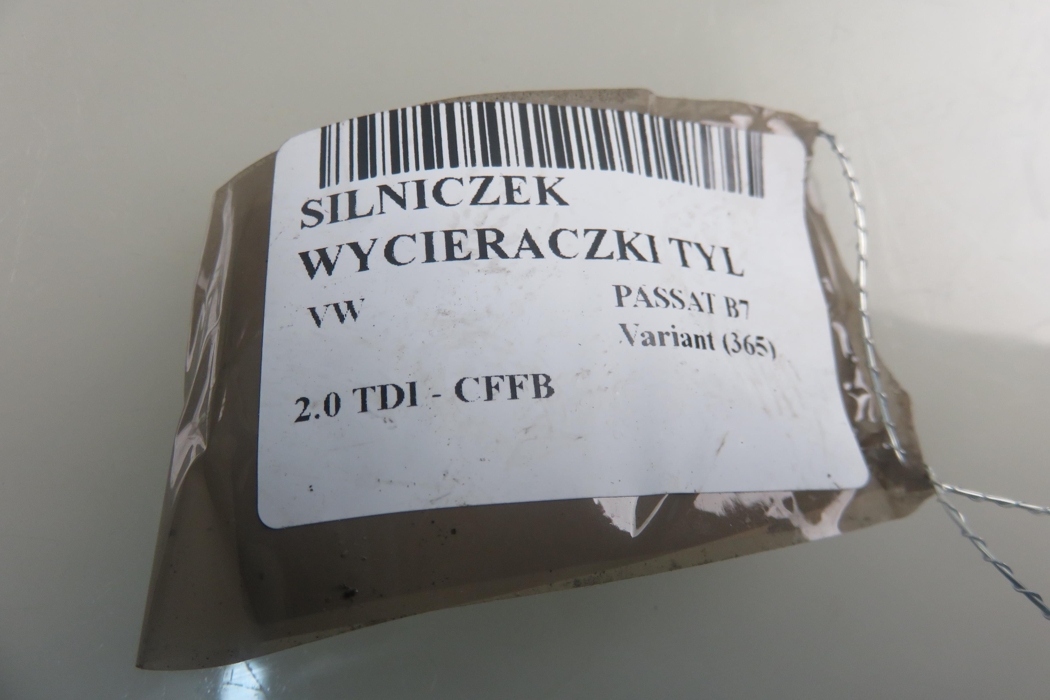 SILNICZEK
WYCIERACZKI TYL
VW
PASSAT B7
Variant (365)
2.0 TDI - CFFB